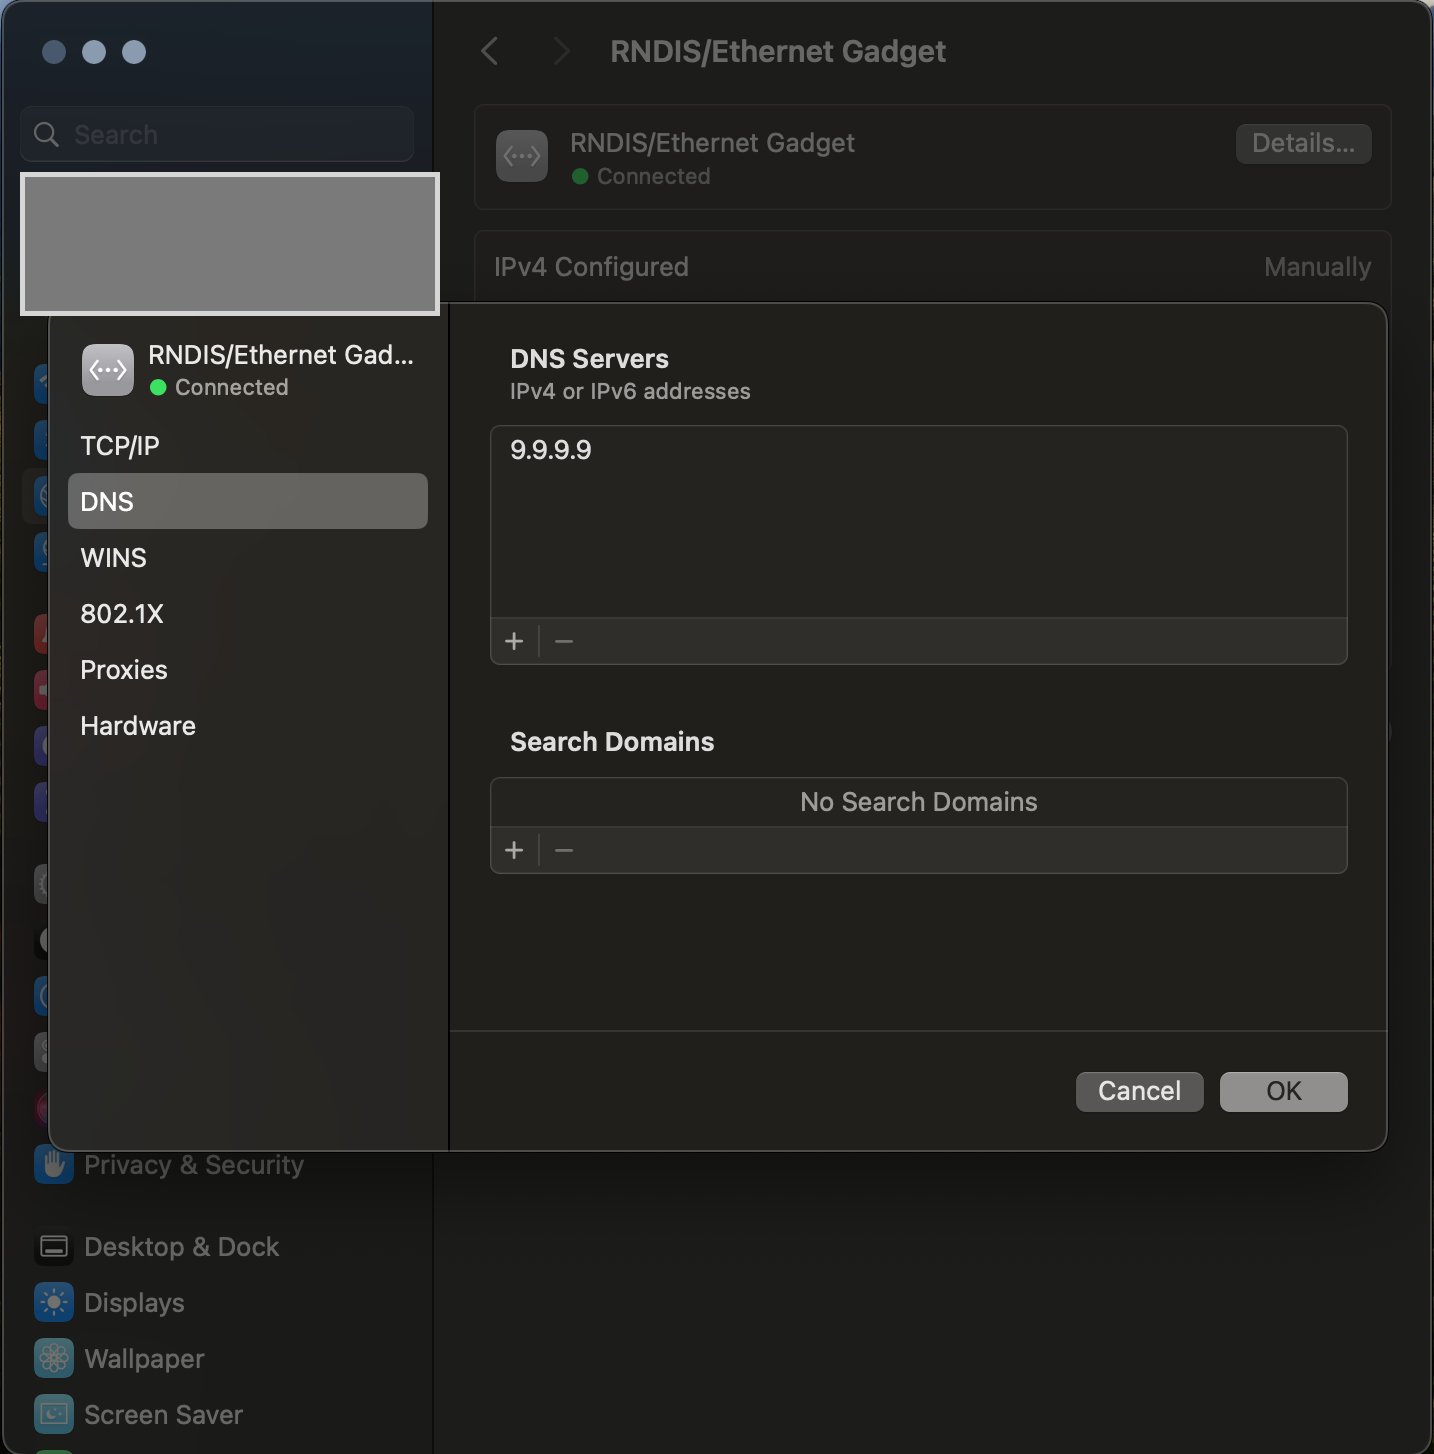 RNDIS/Ethernet Gadget
Search
RNDIS/Ethernet Gadget
Connected
Details...
IPv4 Configured
Manually
RNDIS/Ethernet Gad...
Connected
TCP/IP
DNS
WINS
802.1X
Proxies
Hardware
DNS Servers
IPv4 or IPv6 addresses
9.9.9.9
Search Domains
No Search Domains
Cancel
OK
Privacy & Security
Desktop & Dock
Displays
Wallpaper
Screen Saver